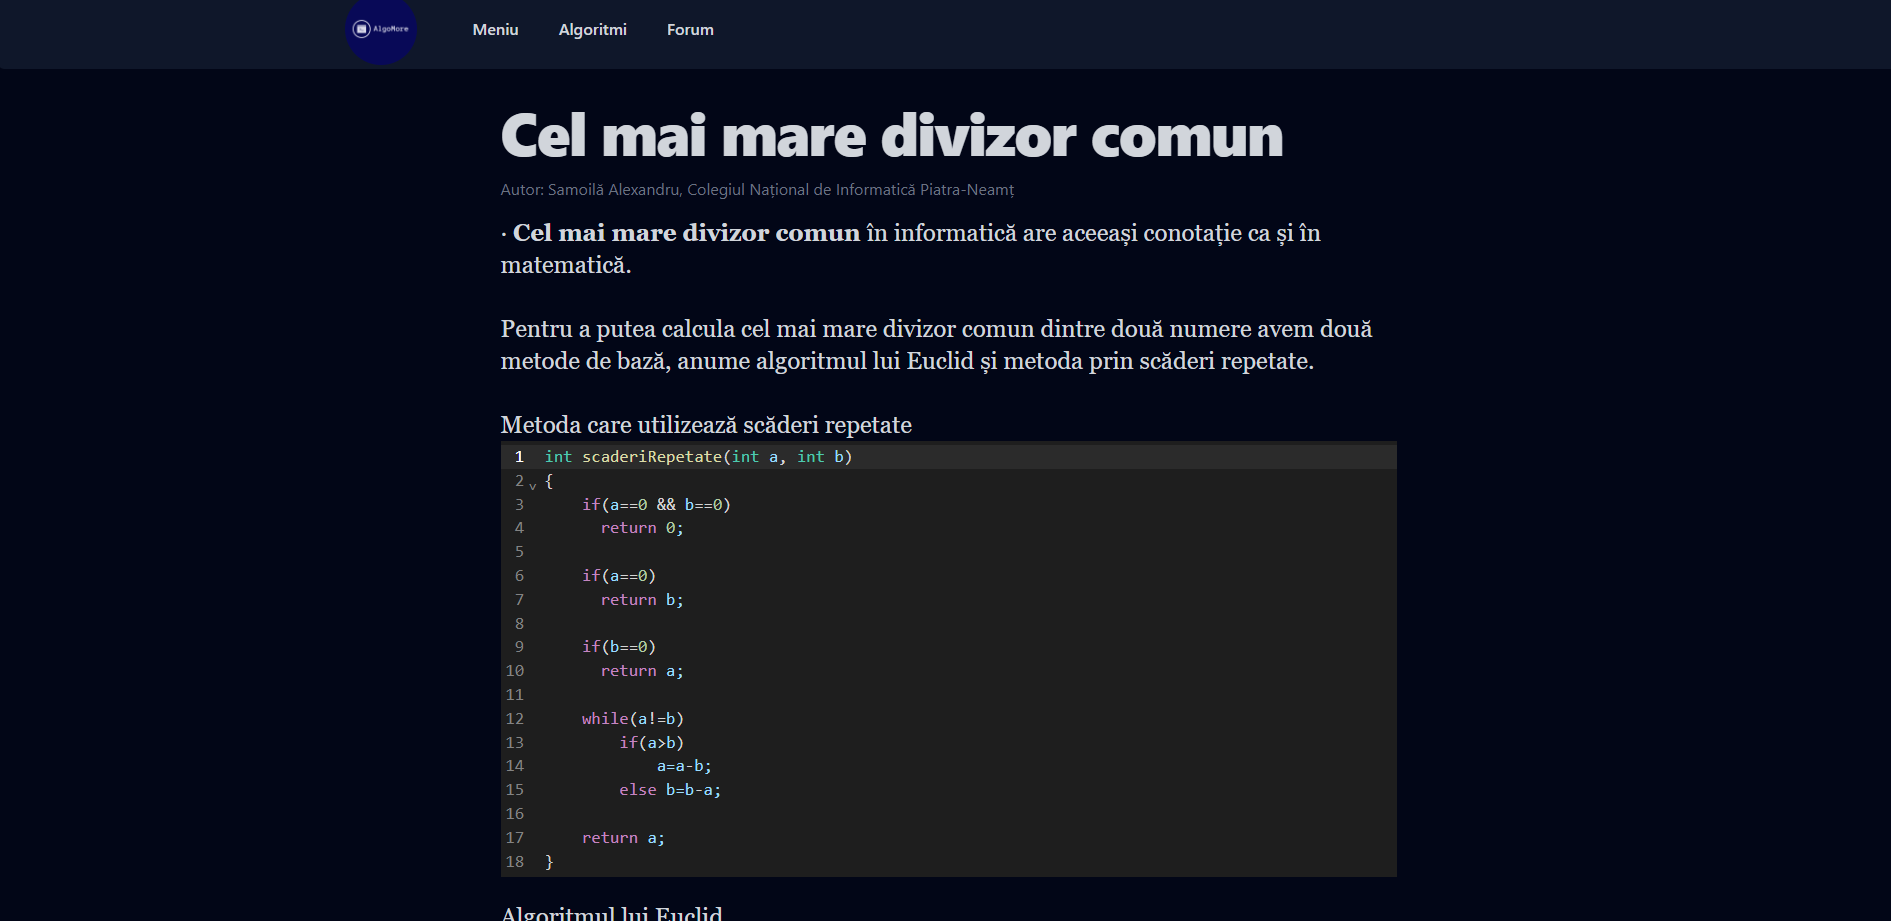 AlgoMore
Meniu Algoritmi Forum
Cel mai mare divizor comun
Autor: Samoilă Alexandru, Colegiul Național de Informatică Piatra-Neamț
· Cel mai mare divizor comun în informatică are aceeași conotație ca și în
matematică.
Pentru a putea calcula cel mai mare divizor comun dintre două numere avem două
metode de bază, anume algoritmul lui Euclid și metoda prin scăderi repetate.
Metoda care utilizează scăderi repetate
1 int scaderiRepetate(int a, int b)
2 {
3     if(a==0 && b==0)
4       return 0;
5
6     if(a==0)
7       return b;
8
9     if(b==0)
10       return a;
11
12     while(a!=b)
13         if(a>b)
14             a=a-b;
15         else b=b-a;
16
17     return a;
18 }
Algoritmul lui Euclid